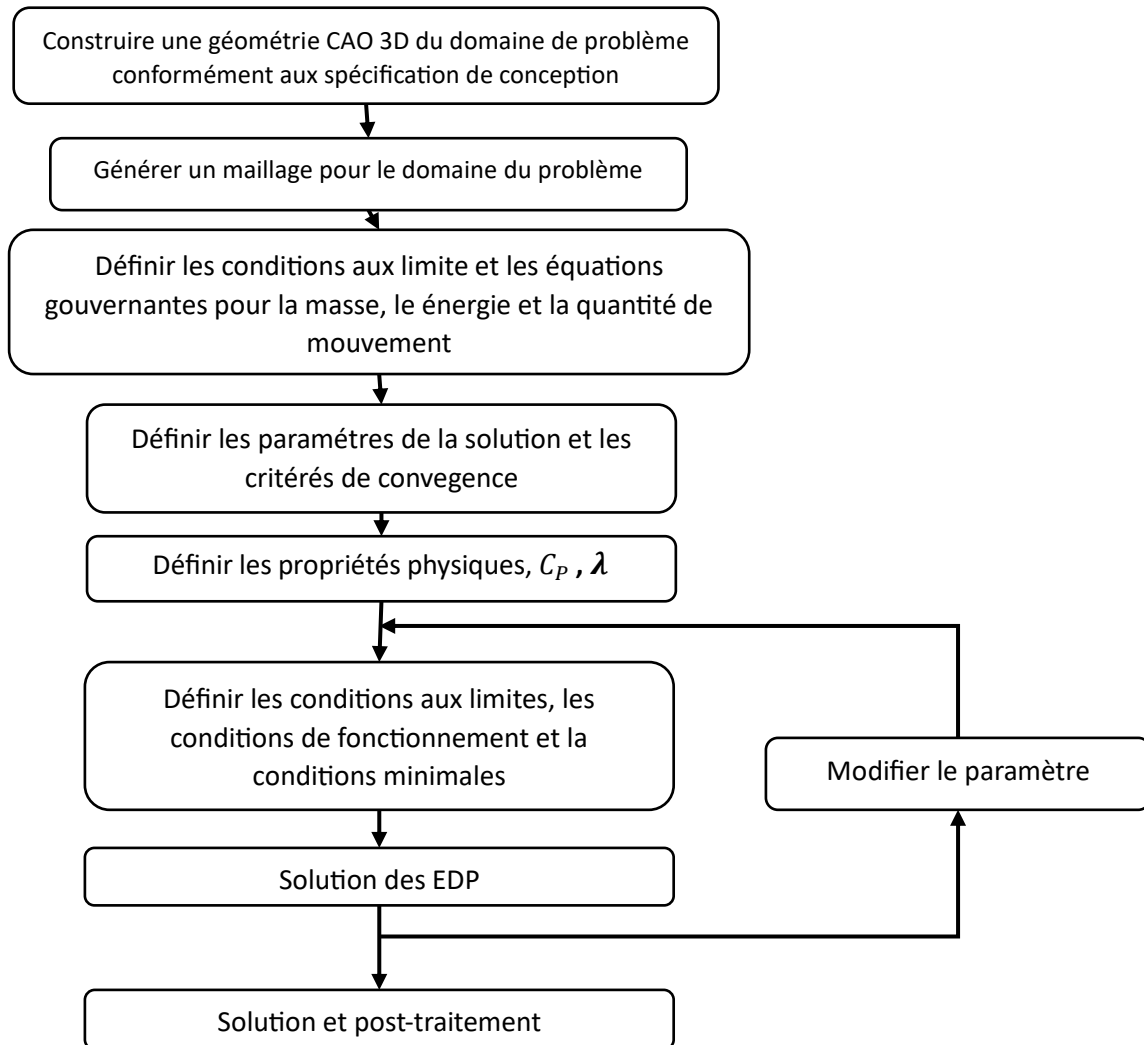 Construire une géométrie CAO 3D du domaine de problème
conformément aux spécification de conception
Générer un maillage pour le domaine du problème
Définir les conditions aux limite et les équations
gouvernantes pour la masse, le énergie et la quantité de
mouvement
Définir les paramétres de la solution et les
critérés de convegence
Définir les propriétés physiques, C_P , λ
Définir les conditions aux limites, les
conditions de fonctionnement et la
conditions minimales
Modifier le paramètre
Solution des EDP
Solution et post-traitement